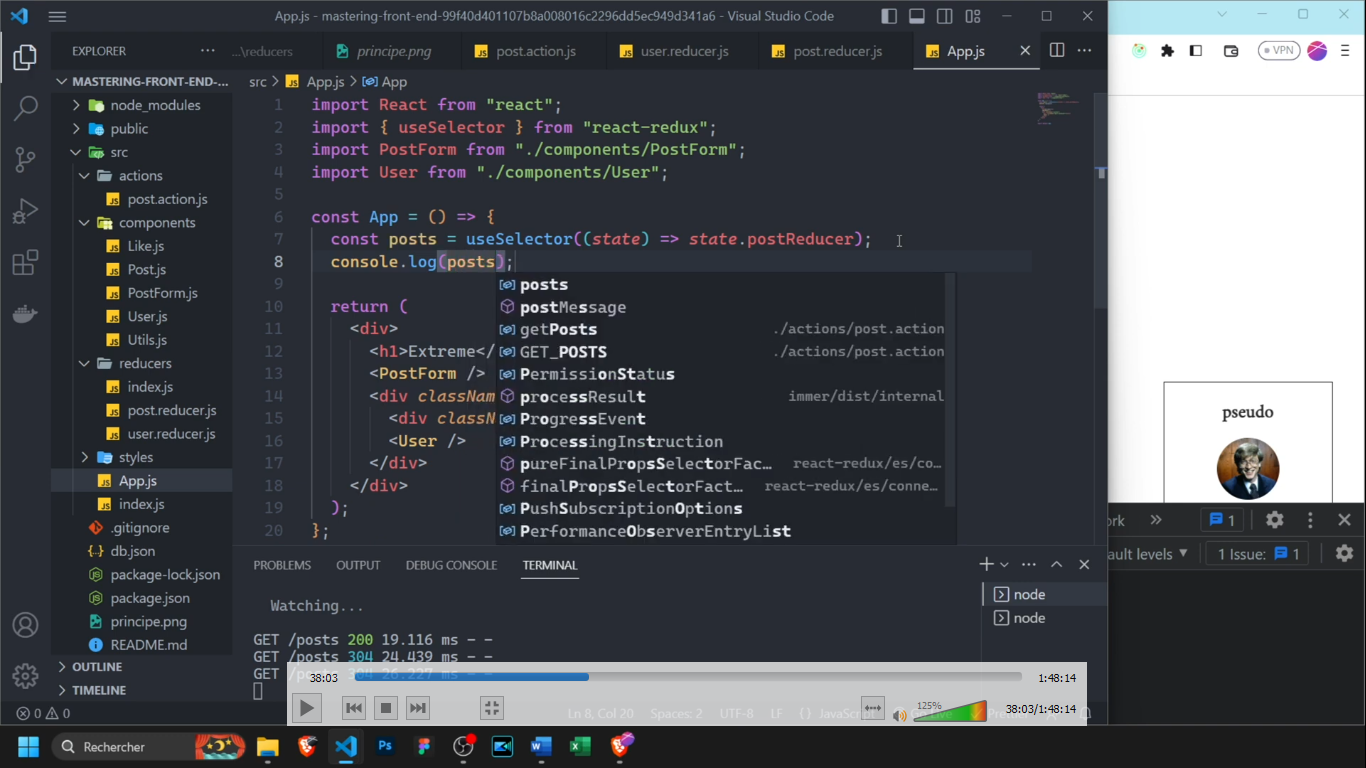 App.js - mastering-front-end-99f40d401107b8a008016c2296dd5ec949d341a6 - Visual Studio Code
EXPLORER
...\reducers
principe.png
post.action.js
user.reducer.js
post.reducer.js
App.js
MASTERING-FRONT-END-...
node_modules
public
src
actions
post.action.js
components
Like.js
Post.js
PostForm.js
User.js
Utils.js
reducers
index.js
post.reducer.js
user.reducer.js
styles
App.js
index.js
.gitignore
db.json
package-lock.json
package.json
principe.png
README.md
OUTLINE
TIMELINE
src > App.js > App
1 import React from "react";
2 import { useSelector } from "react-redux";
3 import PostForm from "./components/PostForm";
4 import User from "./components/User";
5
6 const App = () => {
7 const posts = useSelector((state) => state.postReducer);
8 console.log(posts);
9
10 return (
11 <div>
12 <h1>Extreme</
13 <PostForm />
14 <div classNam
15 <div classN
16 <User />
17 </div>
18 </div>
19 );
20 };
posts
postMessage
getPosts ./actions/post.action
GET_POSTS ./actions/post.action
PermissionStatus
processResult immer/dist/internal
ProgressEvent
ProcessingInstruction
pureFinalPropsSelectorFac... react-redux/es/co...
finalPropsSelectorFact... react-redux/es/conne...
PushSubscriptionOptions
PerformanceObserverEntryList
PROBLEMS OUTPUT DEBUG CONSOLE TERMINAL
Watching...
GET /posts 200 19.116 ms - -
GET /posts 304 24.439 ms - -
GET /posts 304 26.227 ms - -
node
node
VPN
pseudo
ork
1
ault levels
1 Issue: 1
38:03
1:48:14
125%
38:03/1:48:14
0 0
Ln 8, Col 20 Spaces: 2 UTF-8 LF {} JavaScript
Rechercher
Ps